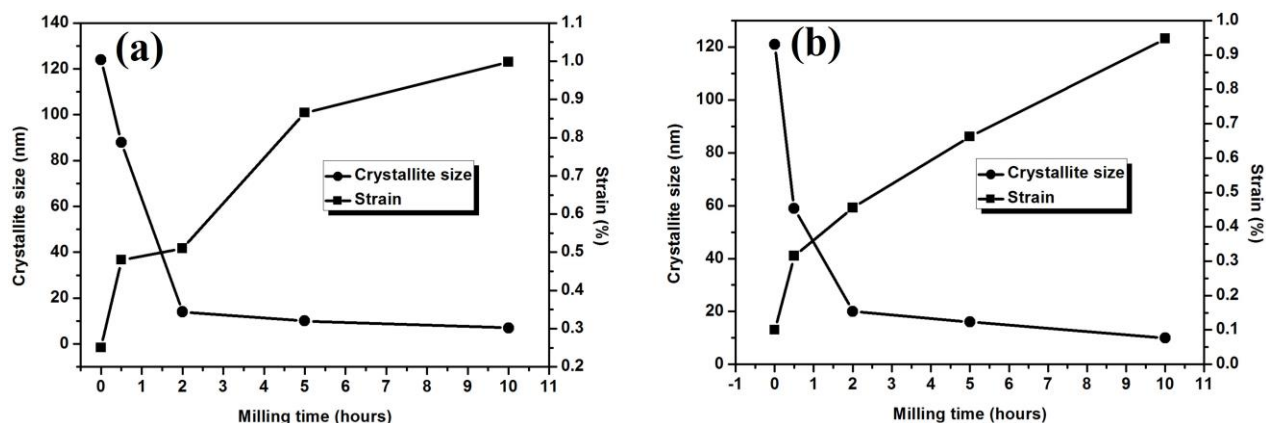 (a)
Crystallite size (nm)
140
120
100
80
60
40
20
0
1.1
1.0
0.9
0.8
0.7
0.6
0.5
0.4
0.3
0.2
Strain (%)
Crystallite size
Strain
0 1 2 3 4 5 6 7 8 9 10 11
Milling time (hours)
(b)
Crystallite size (nm)
120
100
80
60
40
20
0
1.0
0.9
0.8
0.7
0.6
0.5
0.4
0.3
0.2
0.1
0.0
Strain (%)
Crystallite size
Strain
-1 0 1 2 3 4 5 6 7 8 9 10 11
Milling time (hours)